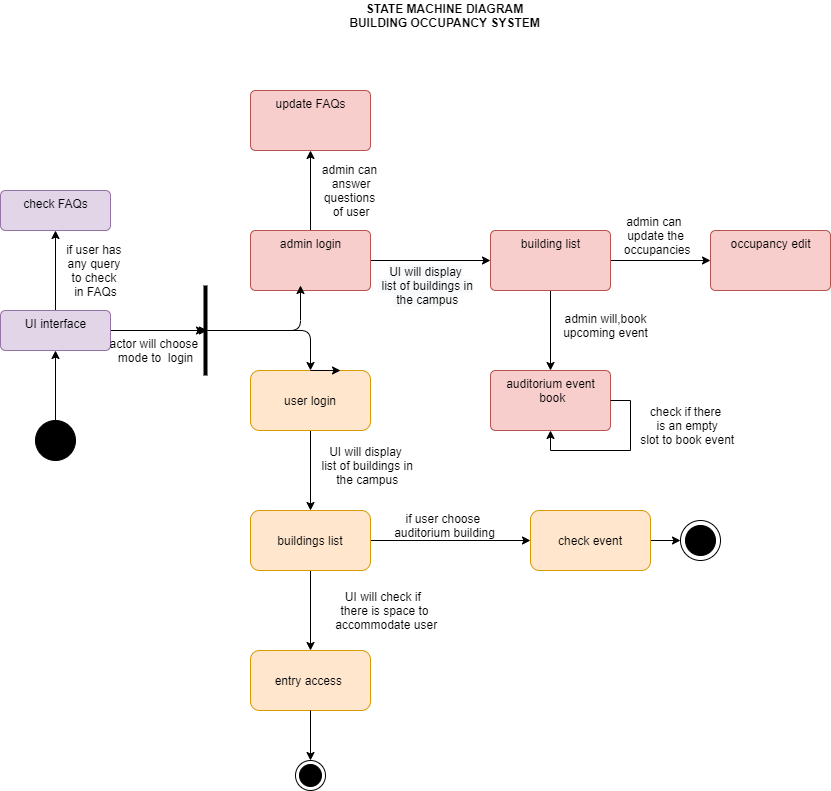 STATE MACHINE DIAGRAM
BUILDING OCCUPANCY SYSTEM
update FAQs
admin can
answer
questions
of user
check FAQs
if user has
any query
to check
in FAQs
admin login
UI will display
list of buildings in
the campus
building list
admin can
update the
occupancies
occupancy edit
UI interface
actor will choose
mode to login
admin will,book
upcoming event
auditorium event
book
check if there
is an empty
slot to book event
user login
UI will display
list of buildings in
the campus
buildings list
if user choose
auditorium building
check event
UI will check if
there is space to
accommodate user
entry access